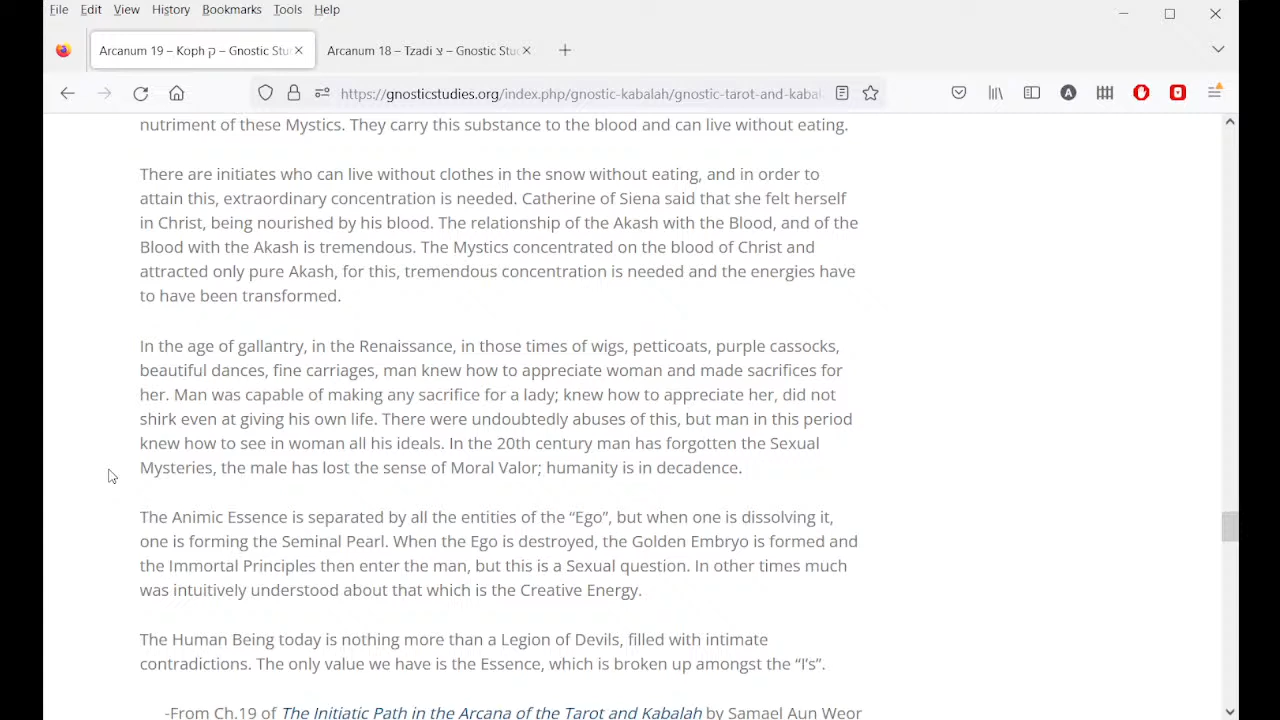 File Edit View History Bookmarks Tools Help
Arcanum 19 – Koph ק – Gnostic Stu
Arcanum 18 – Tzadi צ – Gnostic Stu
https://gnosticstudies.org/index.php/gnostic-kabalah/gnostic-tarot-and-kabal
nutriment of these Mystics. They carry this substance to the blood and can live without eating.
There are initiates who can live without clothes in the snow without eating, and in order to
attain this, extraordinary concentration is needed. Catherine of Siena said that she felt herself
in Christ, being nourished by his blood. The relationship of the Akash with the Blood, and of the
Blood with the Akash is tremendous. The Mystics concentrated on the blood of Christ and
attracted only pure Akash, for this, tremendous concentration is needed and the energies have
to have been transformed.
In the age of gallantry, in the Renaissance, in those times of wigs, petticoats, purple cassocks,
beautiful dances, fine carriages, man knew how to appreciate woman and made sacrifices for
her. Man was capable of making any sacrifice for a lady; knew how to appreciate her, did not
shirk even at giving his own life. There were undoubtedly abuses of this, but man in this period
knew how to see in woman all his ideals. In the 20th century man has forgotten the Sexual
Mysteries, the male has lost the sense of Moral Valor; humanity is in decadence.
The Animic Essence is separated by all the entities of the “Ego”, but when one is dissolving it,
one is forming the Seminal Pearl. When the Ego is destroyed, the Golden Embryo is formed and
the Immortal Principles then enter the man, but this is a Sexual question. In other times much
was intuitively understood about that which is the Creative Energy.
The Human Being today is nothing more than a Legion of Devils, filled with intimate
contradictions. The only value we have is the Essence, which is broken up amongst the “I’s”.
-From Ch.19 of The Initiatic Path in the Arcana of the Tarot and Kabalah by Samael Aun Weor